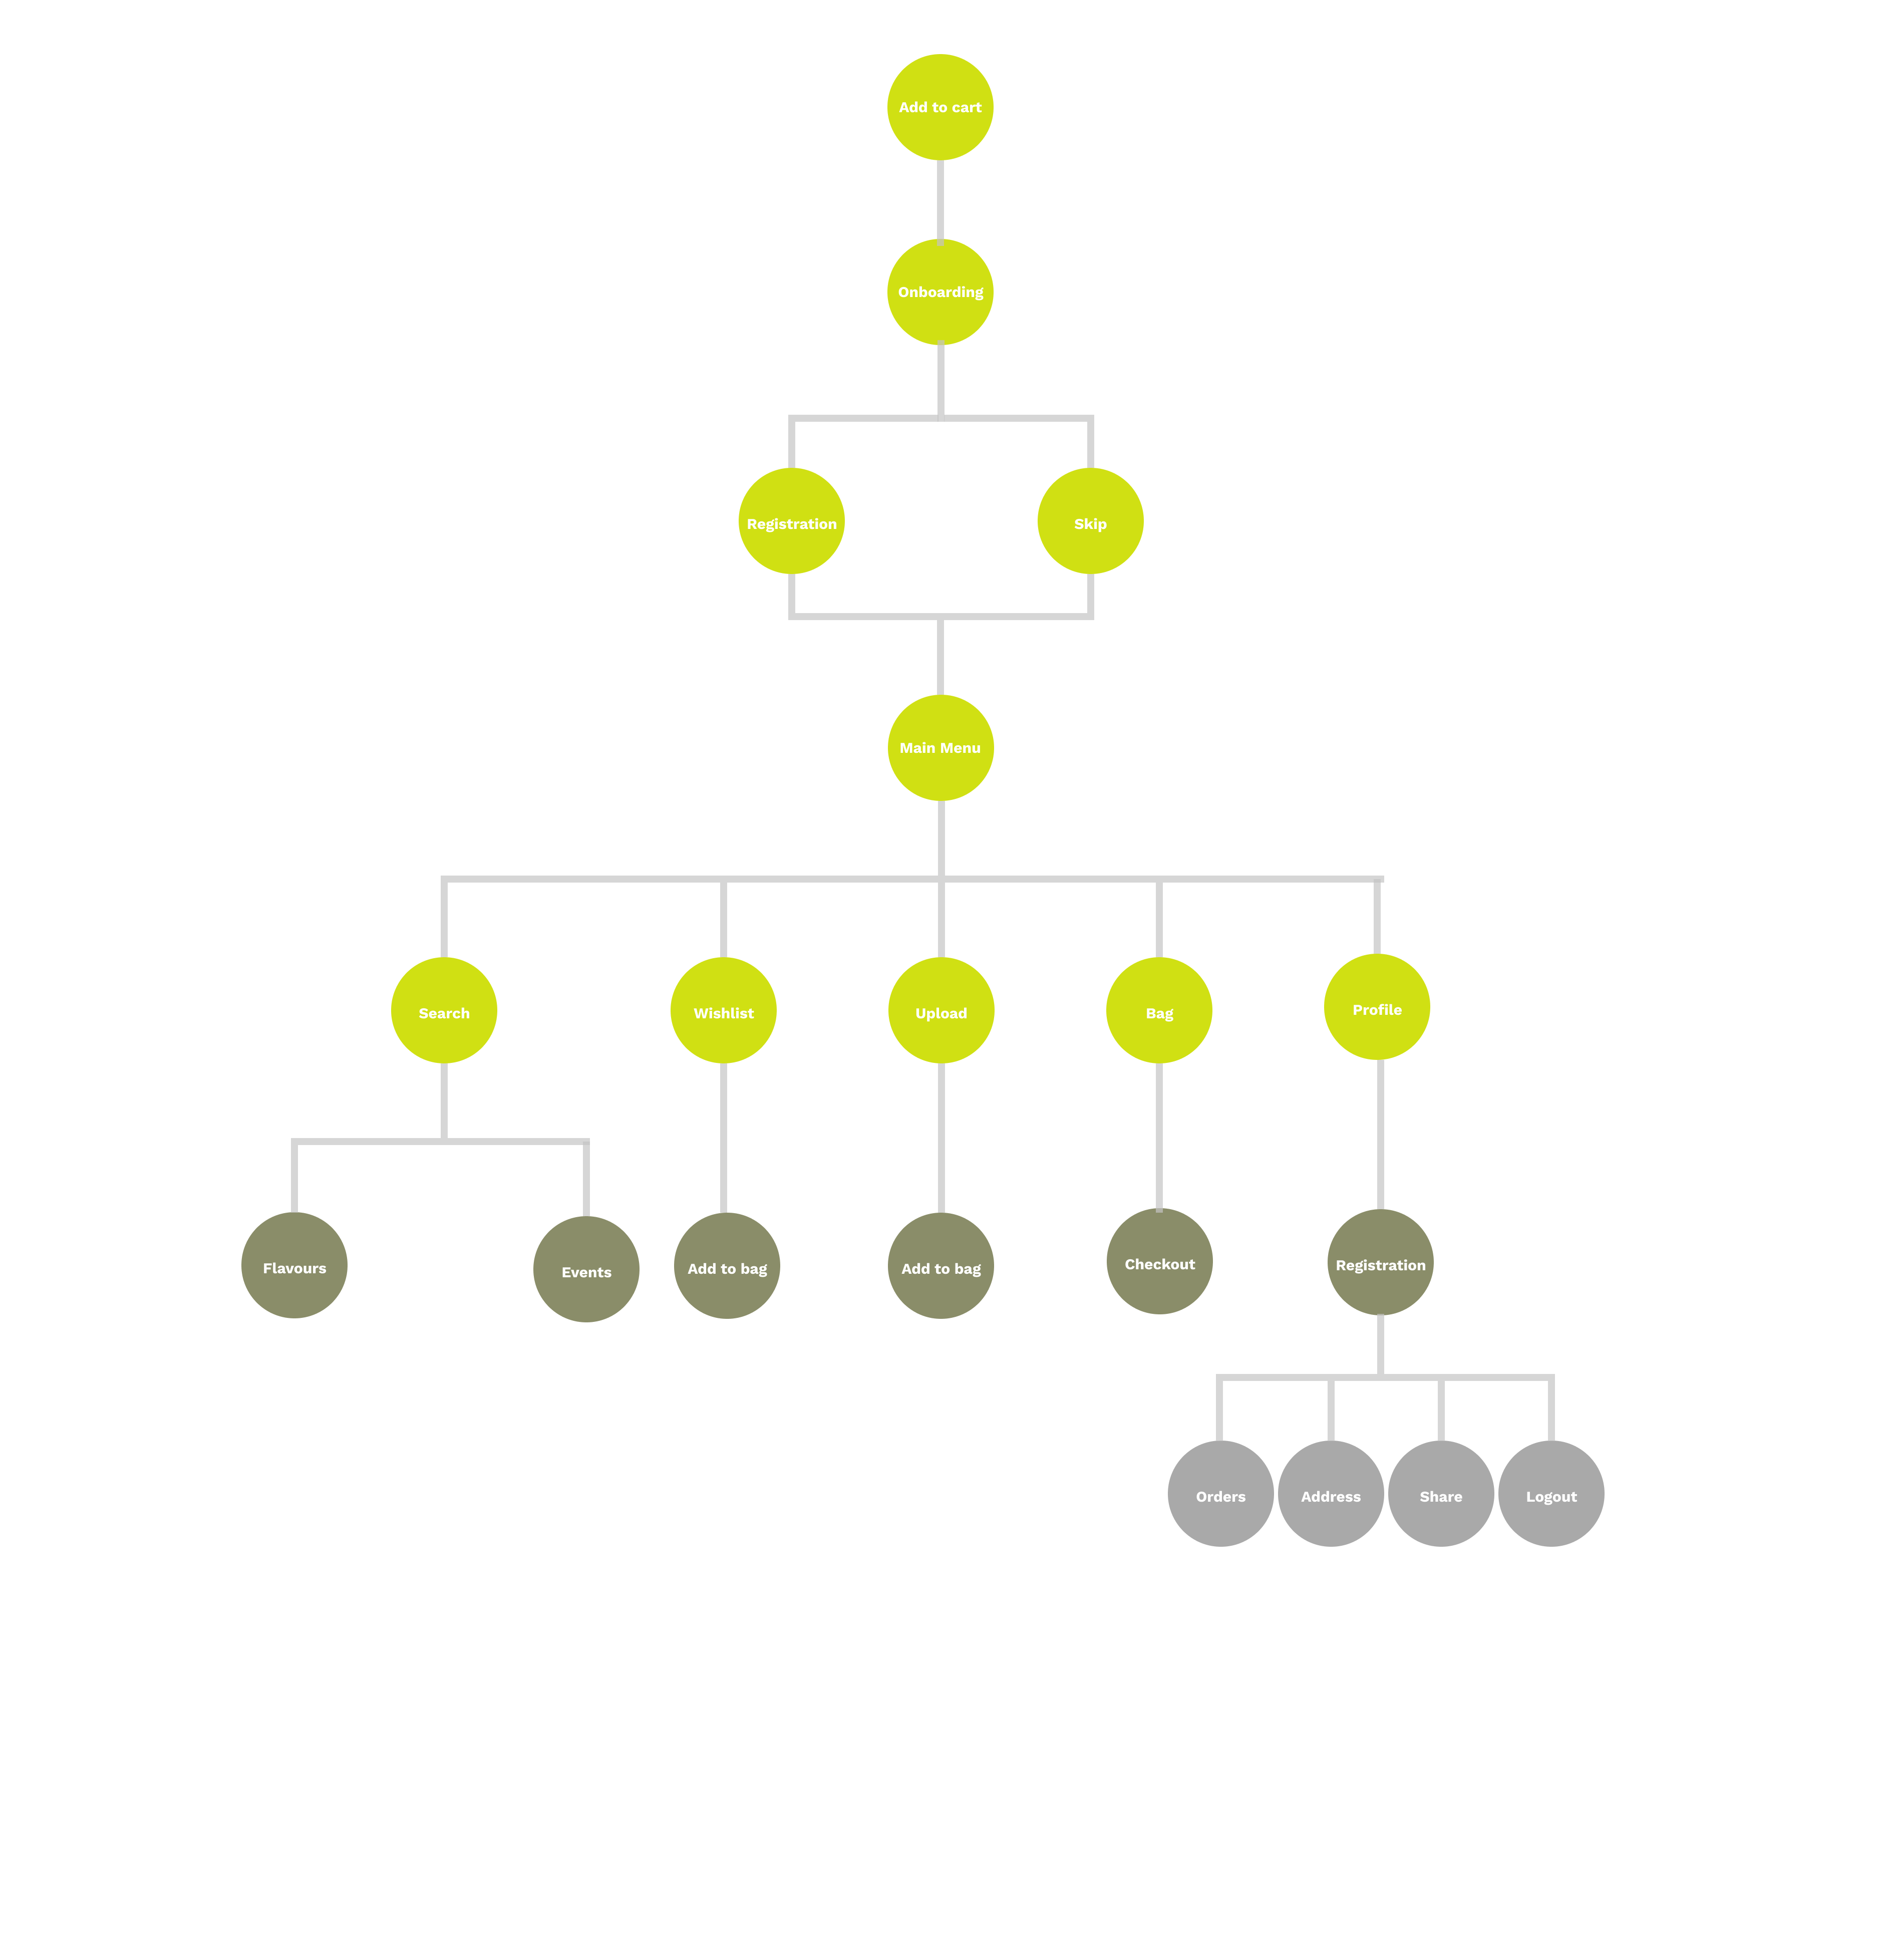 Add to cart
Onboarding
Registration
Skip
Main Menu
Search
Wishlist
Upload
Bag
Profile
Flavours
Events
Add to bag
Add to bag
Checkout
Registration
Orders
Address
Share
Logout